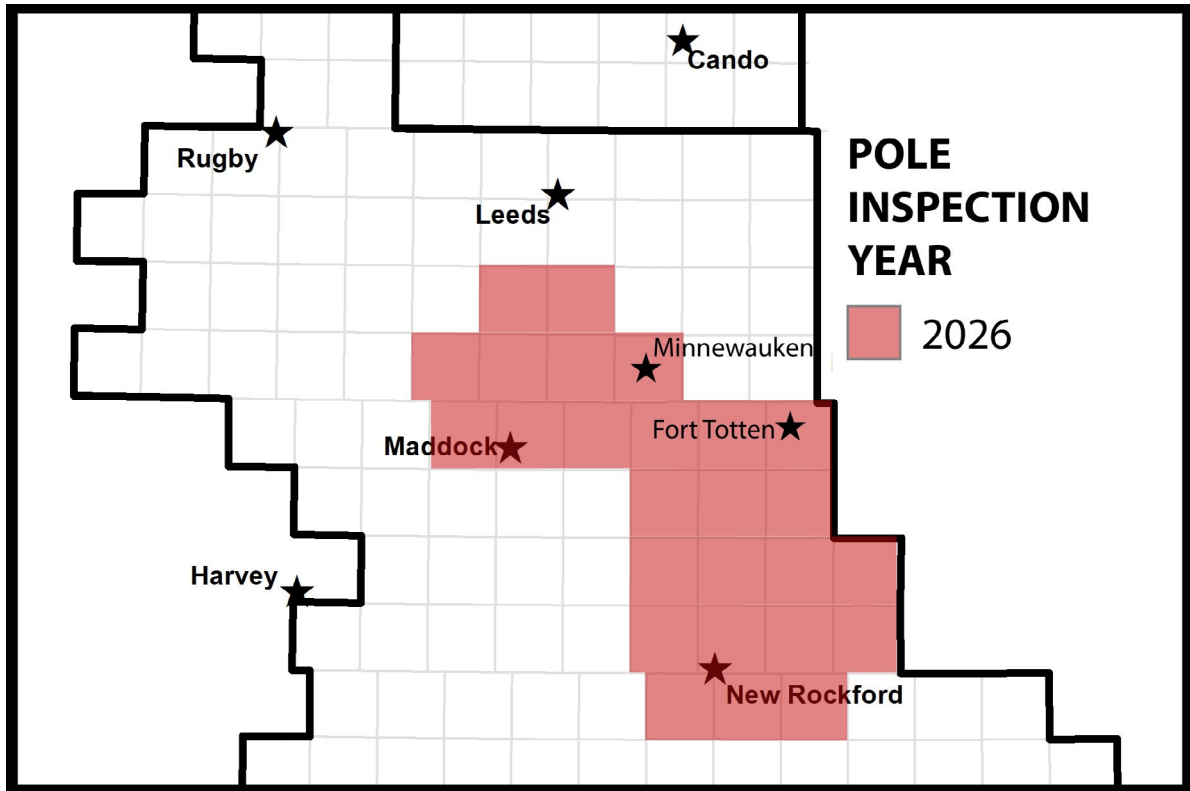 Cando
Rugby
Leeds
POLE
INSPECTION
YEAR
2026
Minnewauken
Fort Totten
Maddock
Harvey
New Rockford